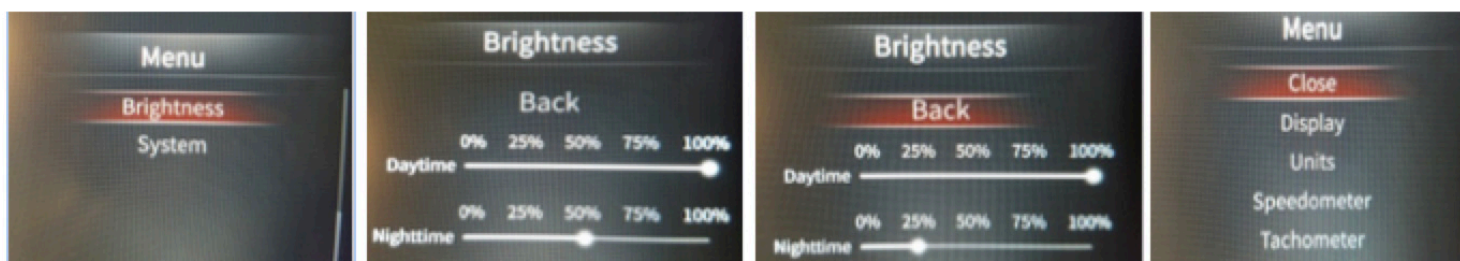 Menu
Brightness
System
Brightness
Back
0% 25% 50% 75% 100%
Daytime
0% 25% 50% 75% 100%
Nighttime
Brightness
Back
0% 25% 50% 75% 100%
Daytime
0% 25% 50% 75% 100%
Nighttime
Menu
Close
Display
Units
Speedometer
Tachometer